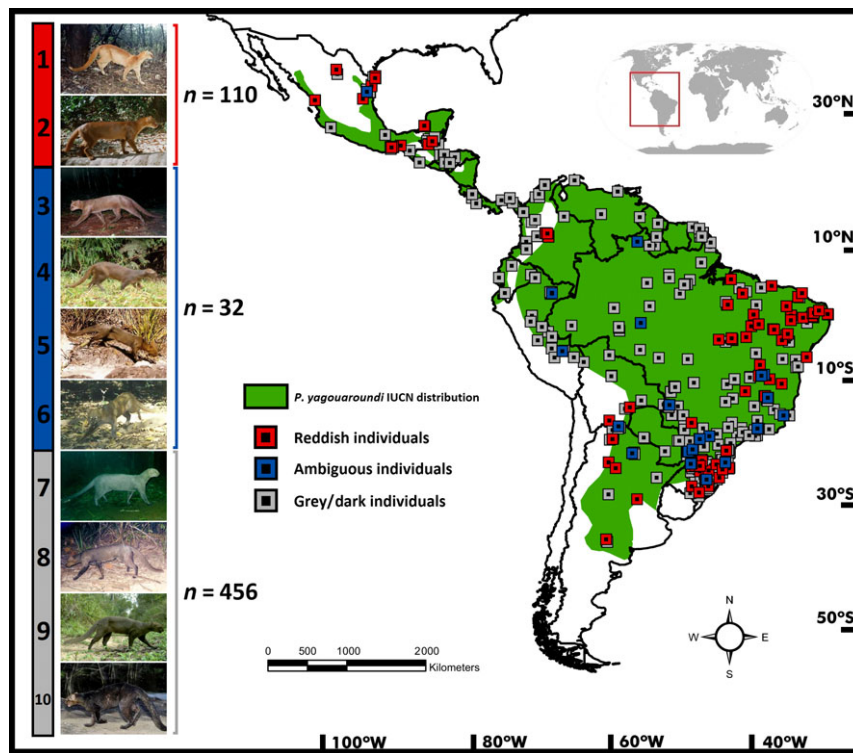 1
2
3
4
5
6
7
8
9
10
n = 110
n = 32
n = 456
P. yagouaroundi IUCN distribution
Reddish individuals
Ambiguous individuals
Grey/dark individuals
0 500 1000 2000
Kilometers
N
W E
S
30ºN
10ºN
10ºS
30ºS
50ºS
100ºW 80ºW 60ºW 40ºW